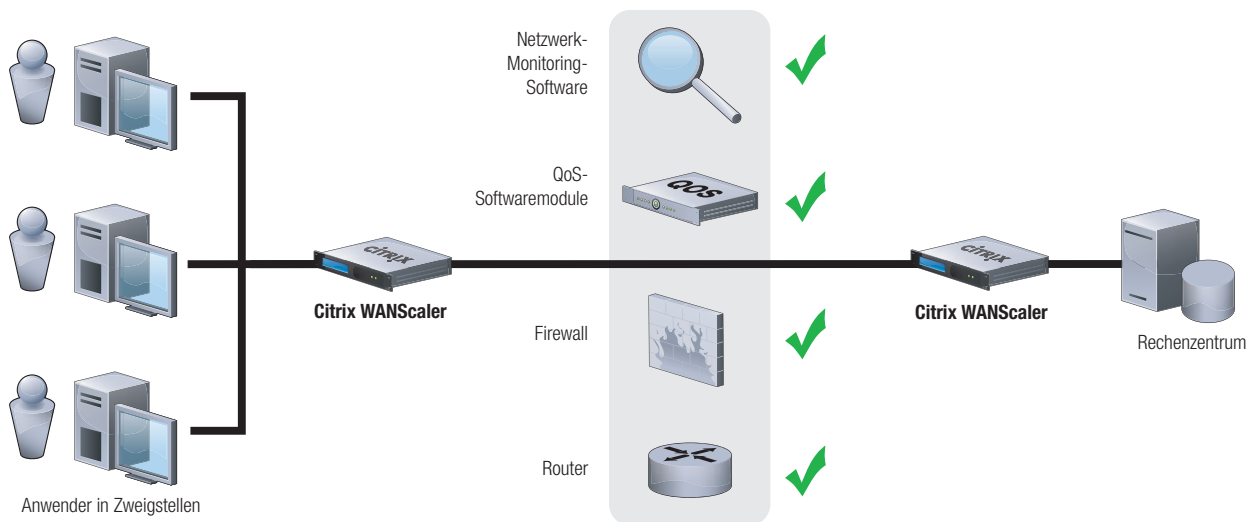 Netzwerk-
Monitoring-
Software
QoS-
Softwaremodule
QOS
CITRIX
Citrix WANScaler
CITRIX
Citrix WANScaler
Firewall
Rechenzentrum
Router
Anwender in Zweigstellen